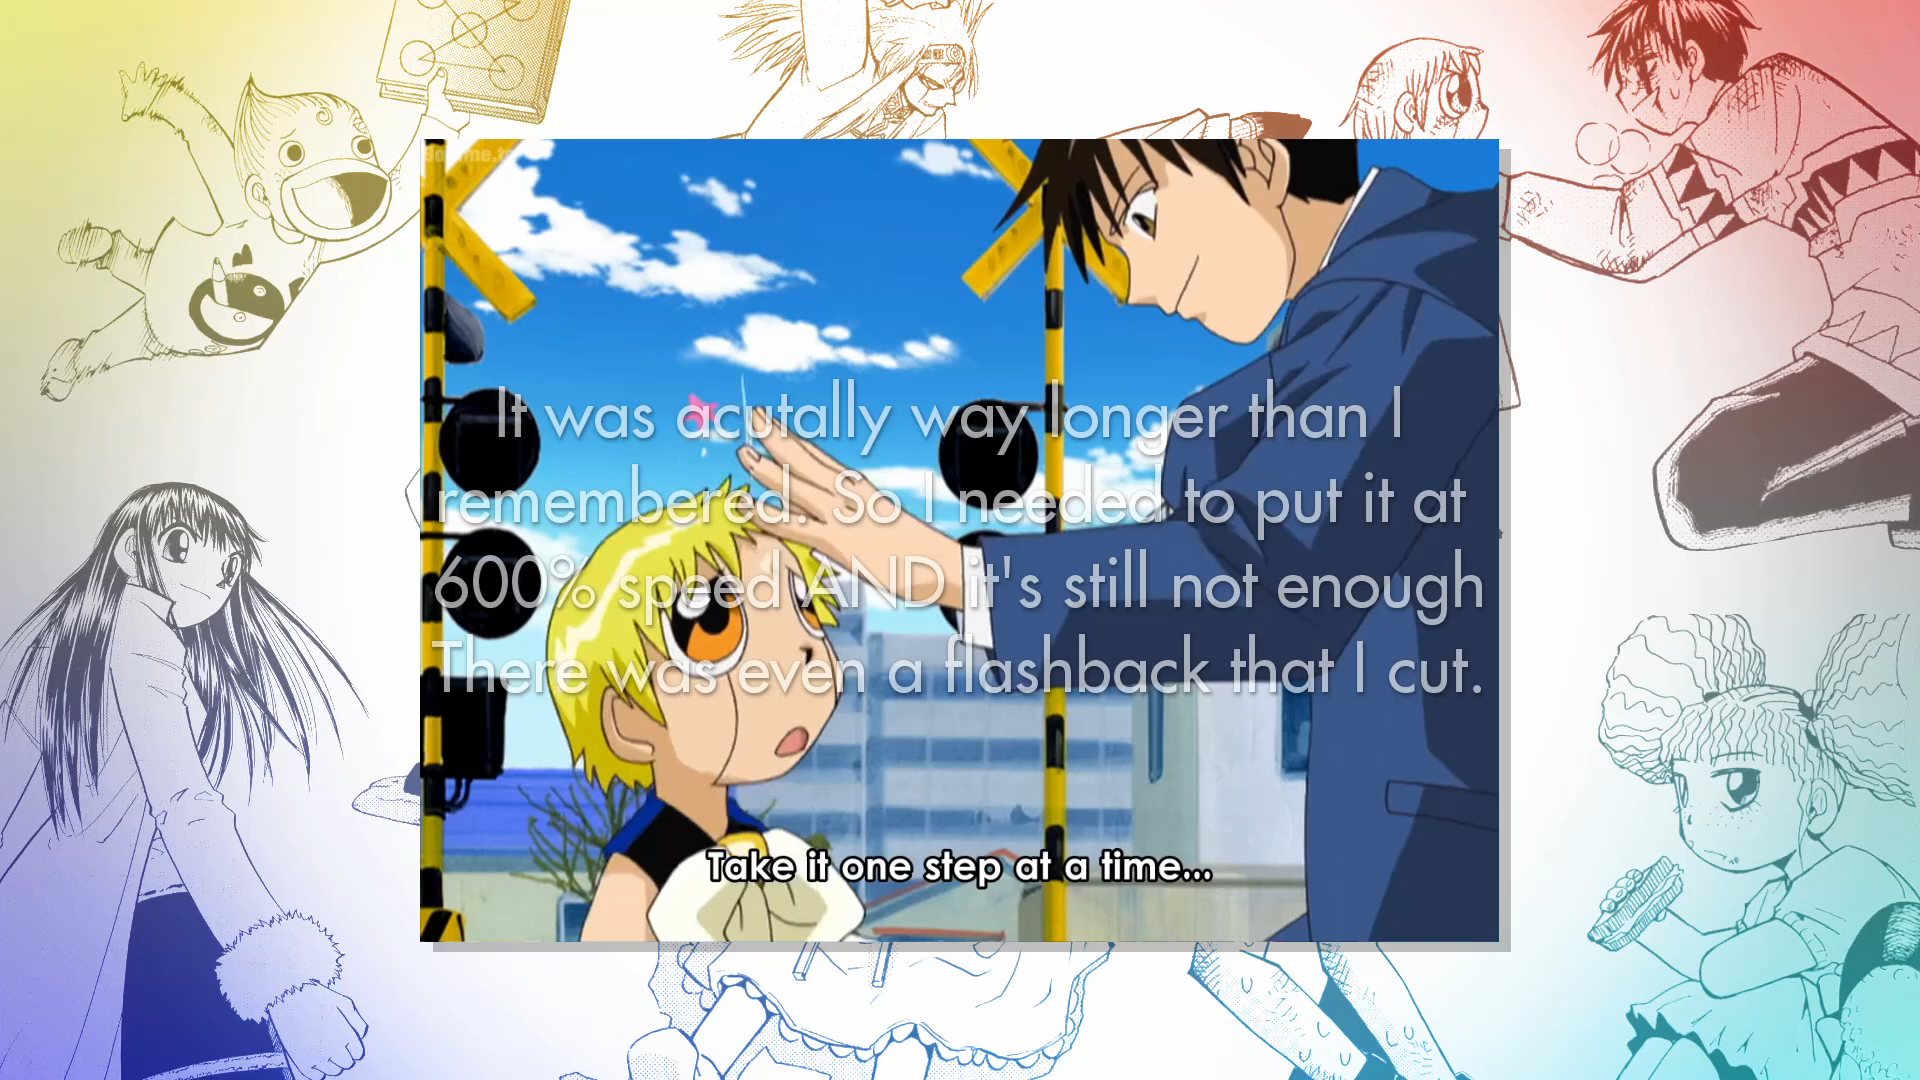 It was acutally way longer than I
remembered. So I needed to put it at
600% speed AND it's still not enough
There was even a flashback that I cut.
Take it one step at a time...